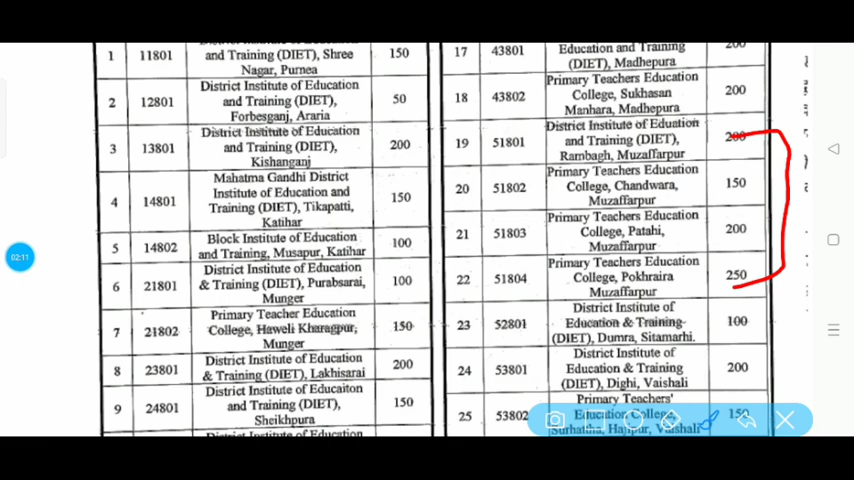 1 11801 and Training (DIET), Shree 150
Nagar, Purnea
2 12801 District Institute of Education 50
and Training (DIET),
Forbesganj, Araria
3 13801 District Institute of Education 200
and Training (DIET),
Kishanganj
4 14801 Mahatma Gandhi District 150
Institute of Education and
Training (DIET), Tikapatti,
Katihar
5 14802 Block Institute of Education 100
and Training, Musapur, Katihar
6 21801 District Institute of Education 100
& Training (DIET), Purabsarai,
Munger
7 21802 Primary Teacher Education 150
College, Haweli Kharagpur,
Munger
8 23801 District Institute of Education 200
& Training (DIET), Lakhisarai
9 24801 District Institute of Educaiton 150
and Training (DIET),
Sheikhpura
District Institute of Education
17 43801 Education and Training 200
(DIET), Madhepura
18 43802 Primary Teachers Education 200
College, Sukhasan
Manhara, Madhepura
19 51801 District Institute of Eduation 200
and Training (DIET),
Rambagh, Muzaffarpur
20 51802 Primary Teachers Education 150
College, Chandwara,
Muzaffarpur
21 51803 Primary Teachers Education 200
College, Patahi,
Muzaffarpur
22 51804 Primary Teachers Education 250
College, Pokhraira
Muzaffarpur
23 52801 District Institute of 100
Education & Training
(DIET), Dumra, Sitamarhi.
24 53801 District Institute of 200
Education & Training
(DIET), Dighi, Vaishali
25 53802 Primary Teachers' 150
Education College,
Hajipur, Vaishali
02:11